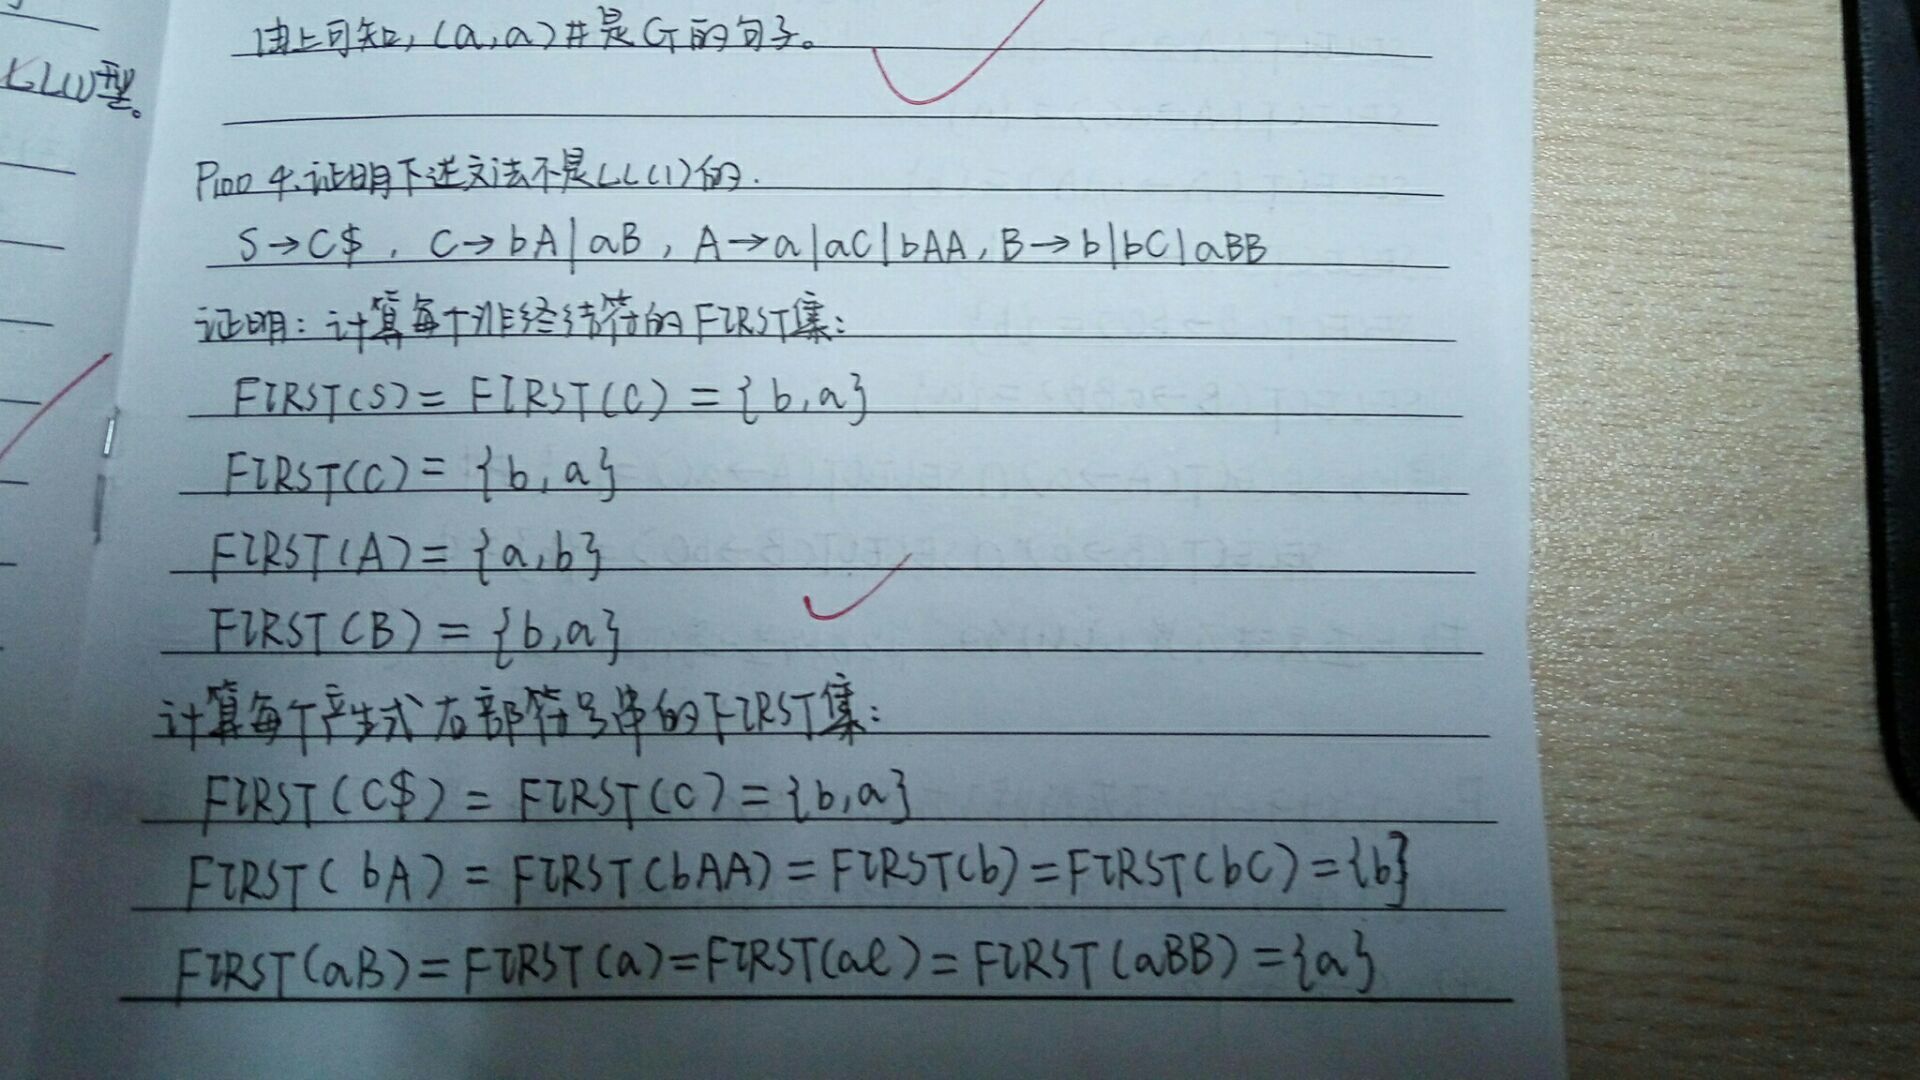 由上可知,(a,a)#是G的句子。
LL(1)型。
P100 4.证明下述文法不是LL(1)的.
S→C$, C→bA|aB, A→a|aC|bAA, B→b|bC|aBB
证明:计算每个非终结符的FIRST集:
FIRST(S)=FIRST(C)={b,a}
FIRST(C)={b,a}
FIRST(A)={a,b}
FIRST(B)={b,a}
计算每个产生式右部符号串的FIRST集:
FIRST(C$)=FIRST(C)={b,a}
FIRST(bA)=FIRST(bAA)=FIRST(b)=FIRST(bC)={b}
FIRST(aB)=FIRST(a)=FIRST(aC)=FIRST(aBB)={a}